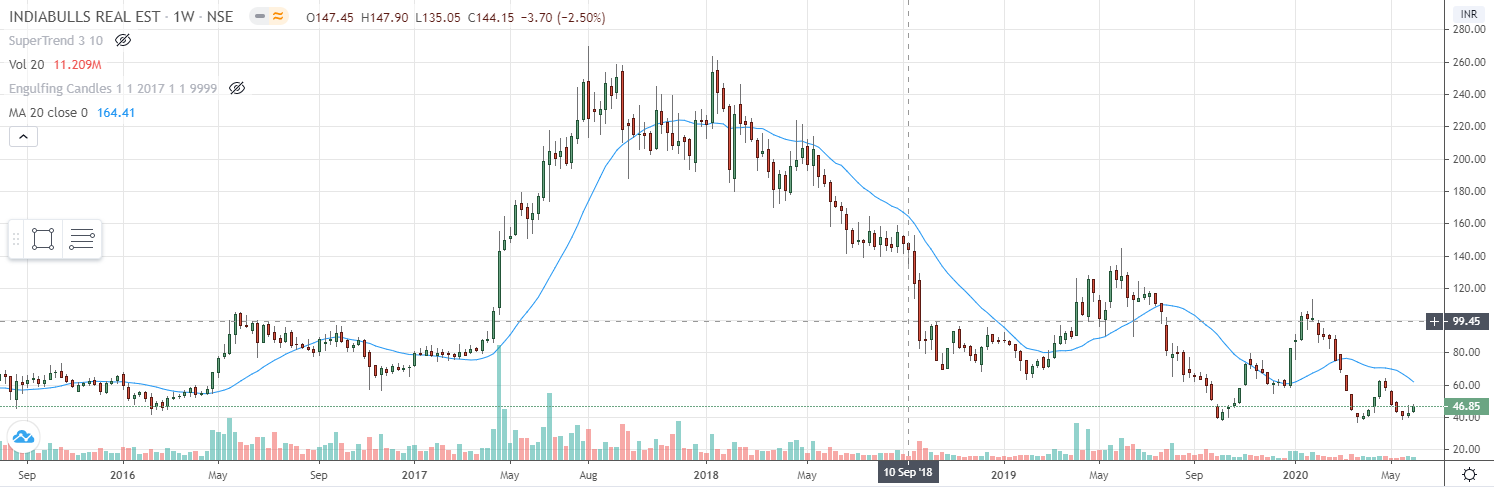 INDIABULLS REAL EST · 1W · NSE O147.45 H147.90 L135.05 C144.15 −3.70 (−2.50%)
SuperTrend 3 10
Vol 20 11.209M
Engulfing Candles 1 1 2017 1 1 9999
MA 20 close 0 164.41
INR
280.00
260.00
240.00
220.00
200.00
180.00
160.00
140.00
120.00
99.45
80.00
60.00
46.85
40.00
20.00
Sep 2016 May Sep 2017 May Aug 2018 May 10 Sep '18 2019 May Sep 2020 May